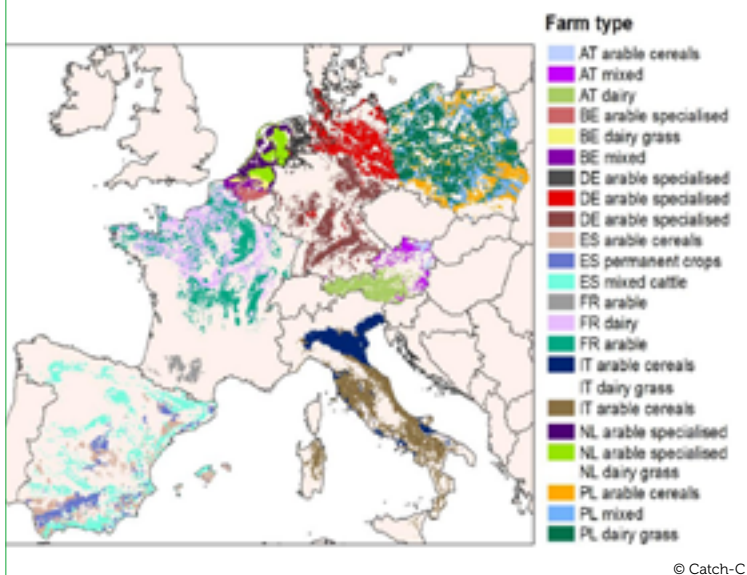 Farm type
AT arable cereals
AT mixed
AT dairy
BE arable specialised
BE dairy grass
BE mixed
DE arable specialised
DE arable specialised
DE arable specialised
ES arable cereals
ES permanent crops
ES mixed cattle
FR arable
FR dairy
FR arable
IT arable cereals
IT dairy grass
IT arable cereals
NL arable specialised
NL arable specialised
NL dairy grass
PL arable cereals
PL mixed
PL dairy grass
© Catch-C